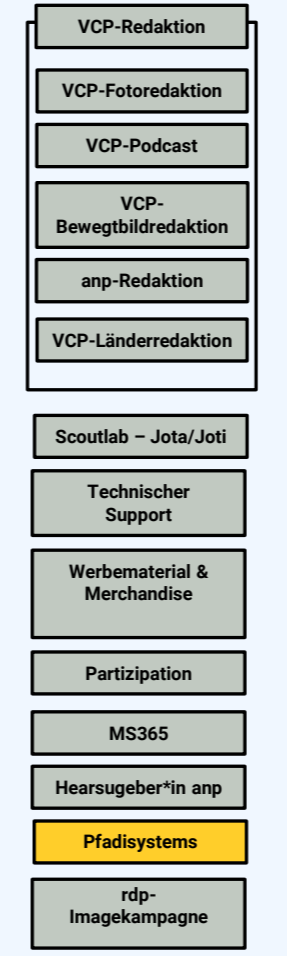 VCP-Redaktion
VCP-Fotoredaktion
VCP-Podcast
VCP-
Bewegtbildredaktion
anp-Redaktion
VCP-Länderredaktion
Scoutlab – Jota/Joti
Technischer
Support
Werbematerial &
Merchandise
Partizipation
MS365
Hearsugeber*in anp
Pfadisystems
rdp-
Imagekampagne